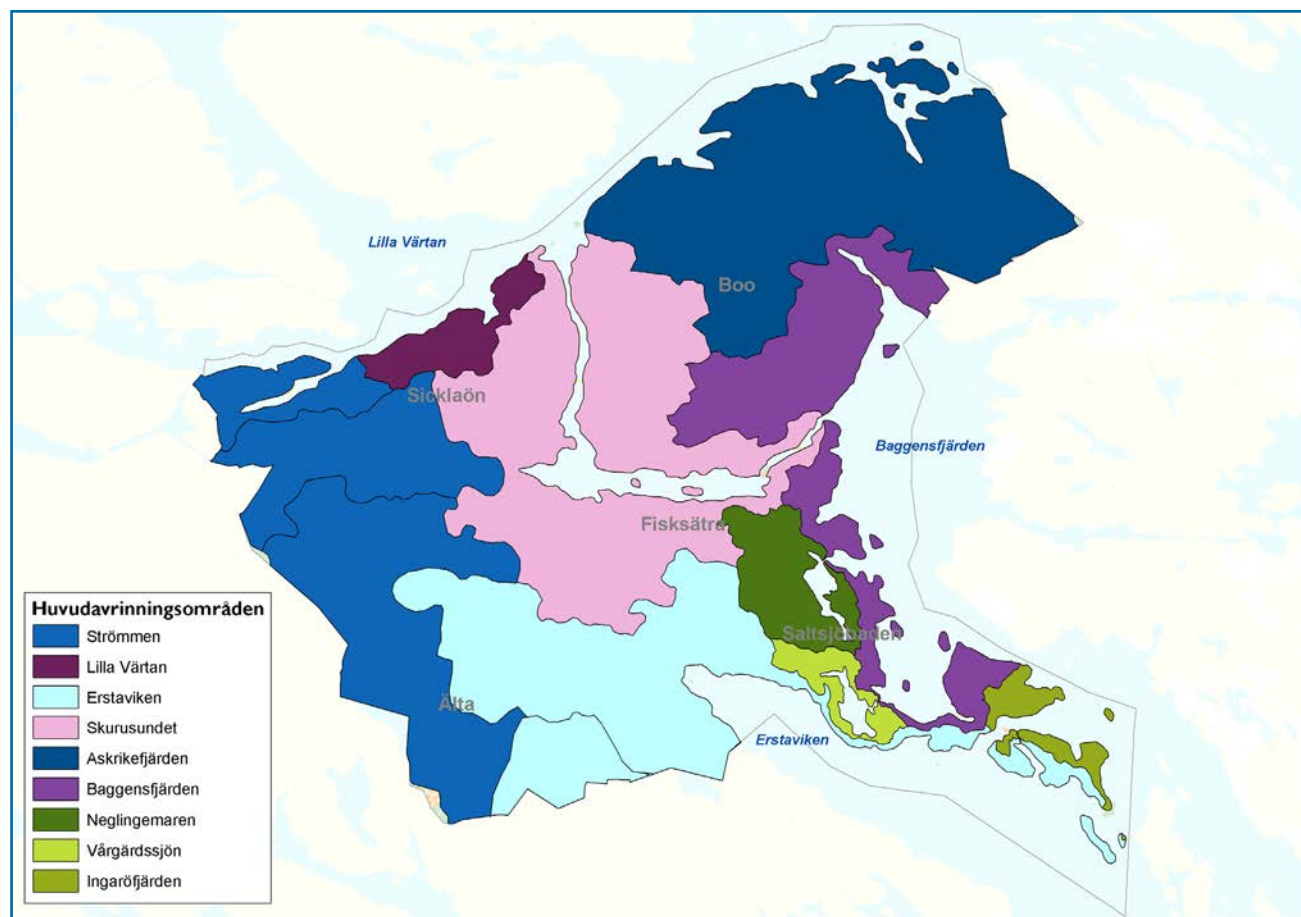 Lilla Värtan
Boo
Sicklaön
Baggensfjärden
Fisksätra
Saltsjöbaden
Älta
Erstaviken
Huvudavrinningsområden
Strömmen
Lilla Värtan
Erstaviken
Skurusundet
Askrikefjärden
Baggensfjärden
Neglingemaren
Vårgärdssjön
Ingaröfjärden